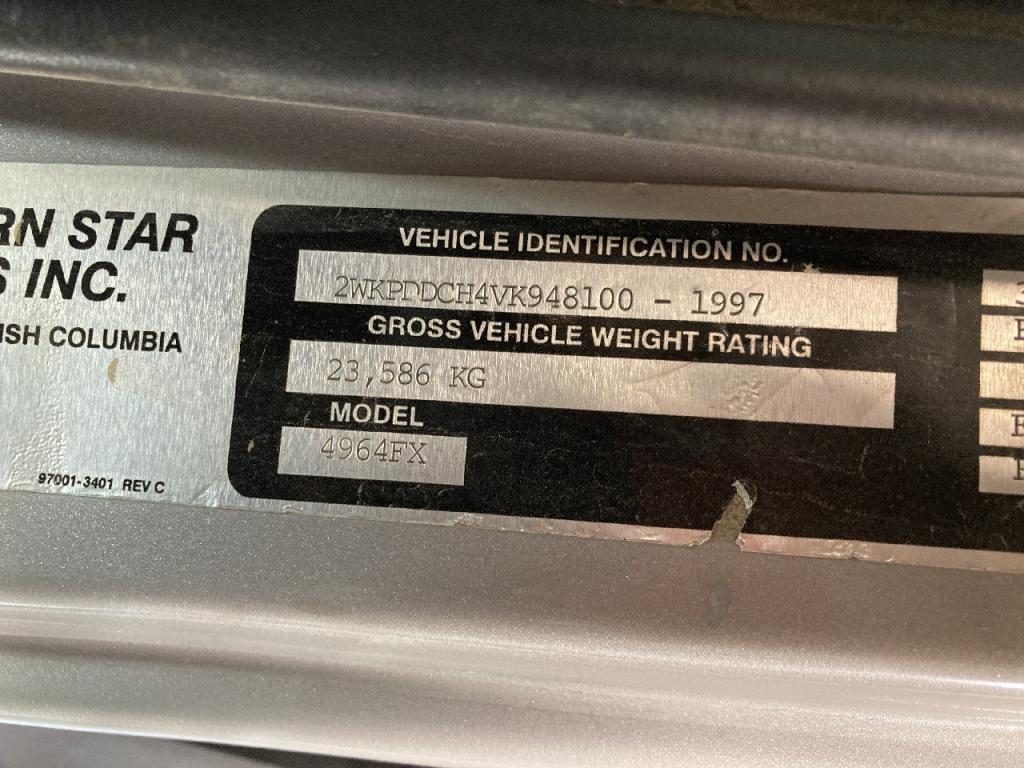 RN STAR
S INC.
ISH COLUMBIA
97001-3401 REV C
VEHICLE IDENTIFICATION NO.
2WKPDDCH4VK948100 - 1997
GROSS VEHICLE WEIGHT RATING
23,586 KG
MODEL
4964FX